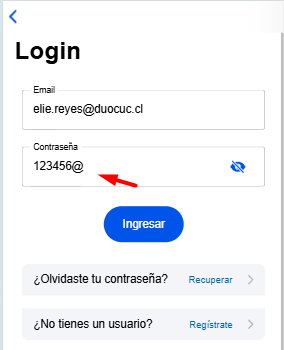 Login
Email
elie.reyes@duocuc.cl
Contraseña
123456@
Ingresar
¿Olvidaste tu contraseña? Recuperar
¿No tienes un usuario? Regístrate